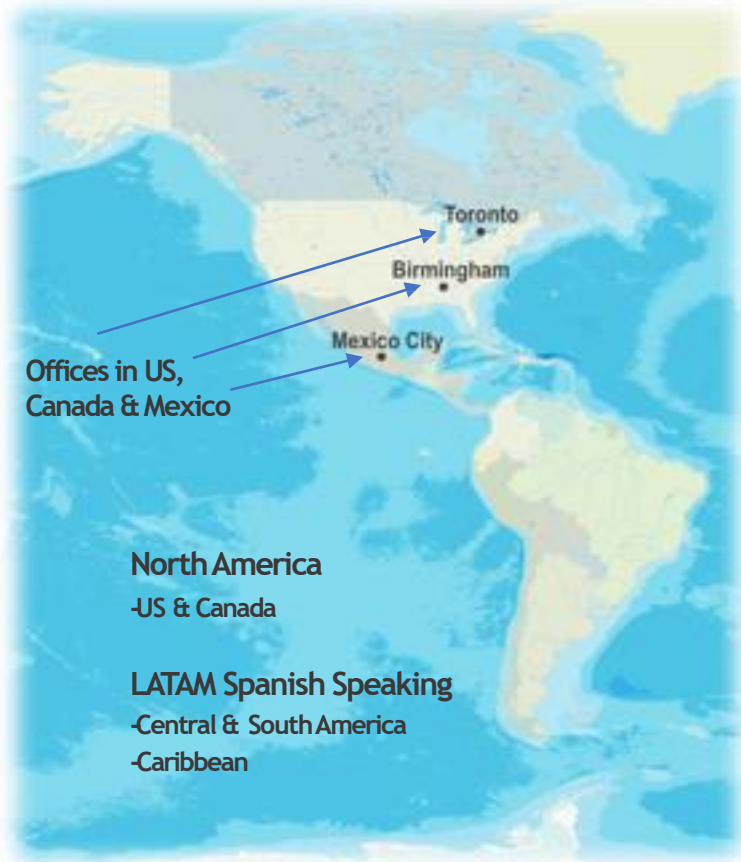 Toronto
Birmingham
Mexico City
Offices in US,
Canada & Mexico
North America
-US & Canada
LATAM Spanish Speaking
-Central & South America
-Caribbean